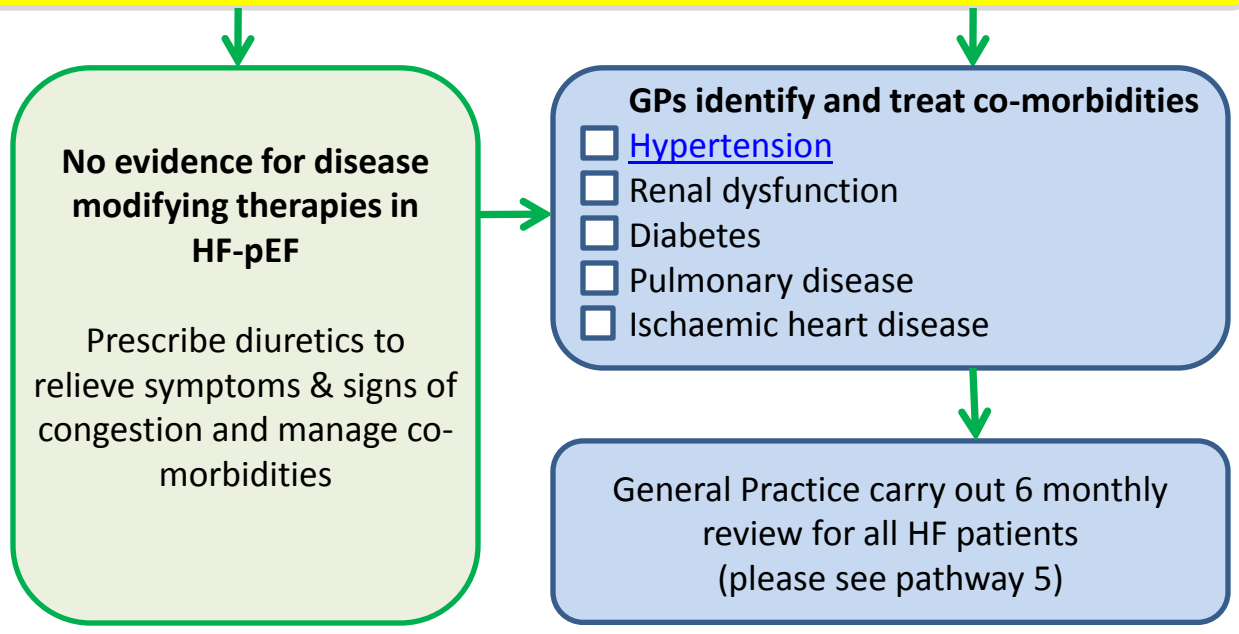 No evidence for disease
modifying therapies in
HF-pEF
Prescribe diuretics to
relieve symptoms & signs of
congestion and manage co-
morbidities
GPs identify and treat co-morbidities
Hypertension
Renal dysfunction
Diabetes
Pulmonary disease
Ischaemic heart disease
General Practice carry out 6 monthly
review for all HF patients
(please see pathway 5)